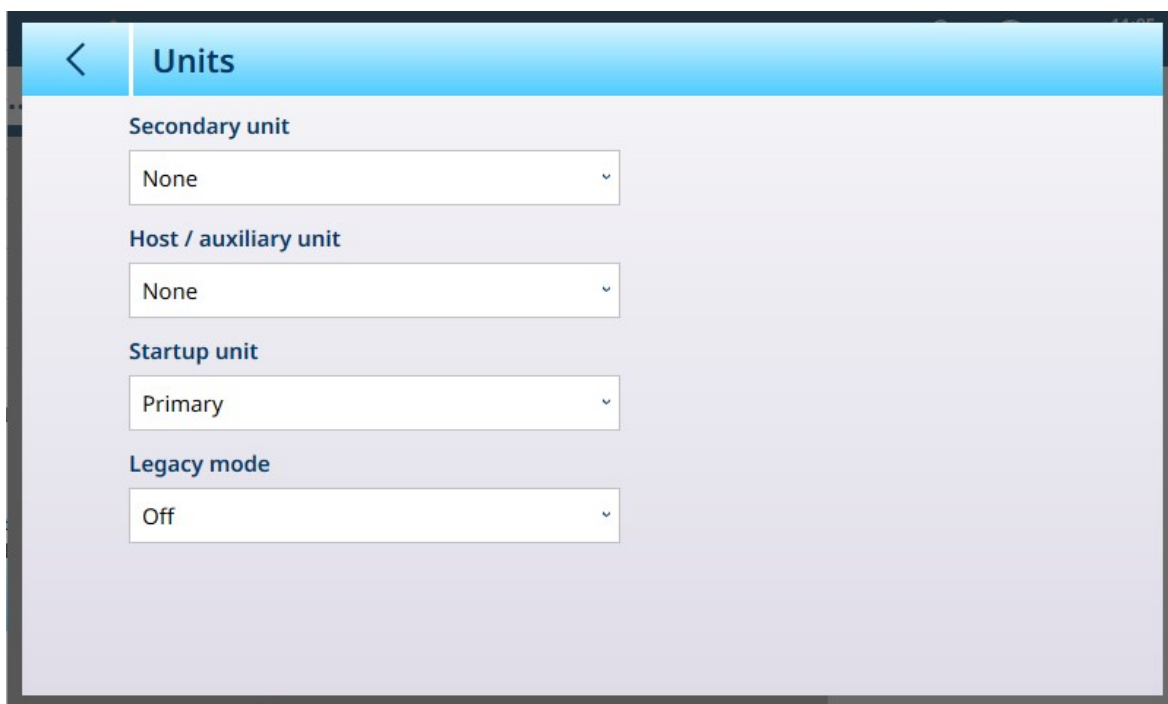 Units
Secondary unit
None
Host / auxiliary unit
None
Startup unit
Primary
Legacy mode
Off